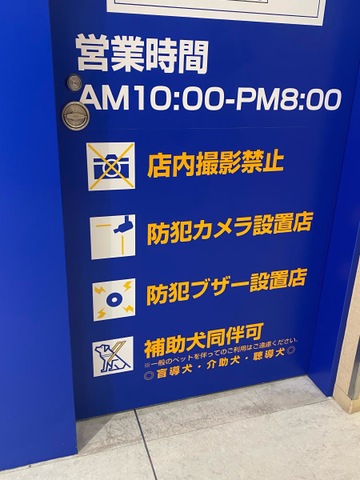 営業時間
AM10:00-PM8:00
店内撮影禁止
防犯カメラ設置店
防犯ブザー設置店
補助犬同伴可
※一般のペットを伴ってのご利用はご遠慮ください。
◎盲導犬・介助犬・聴導犬◎